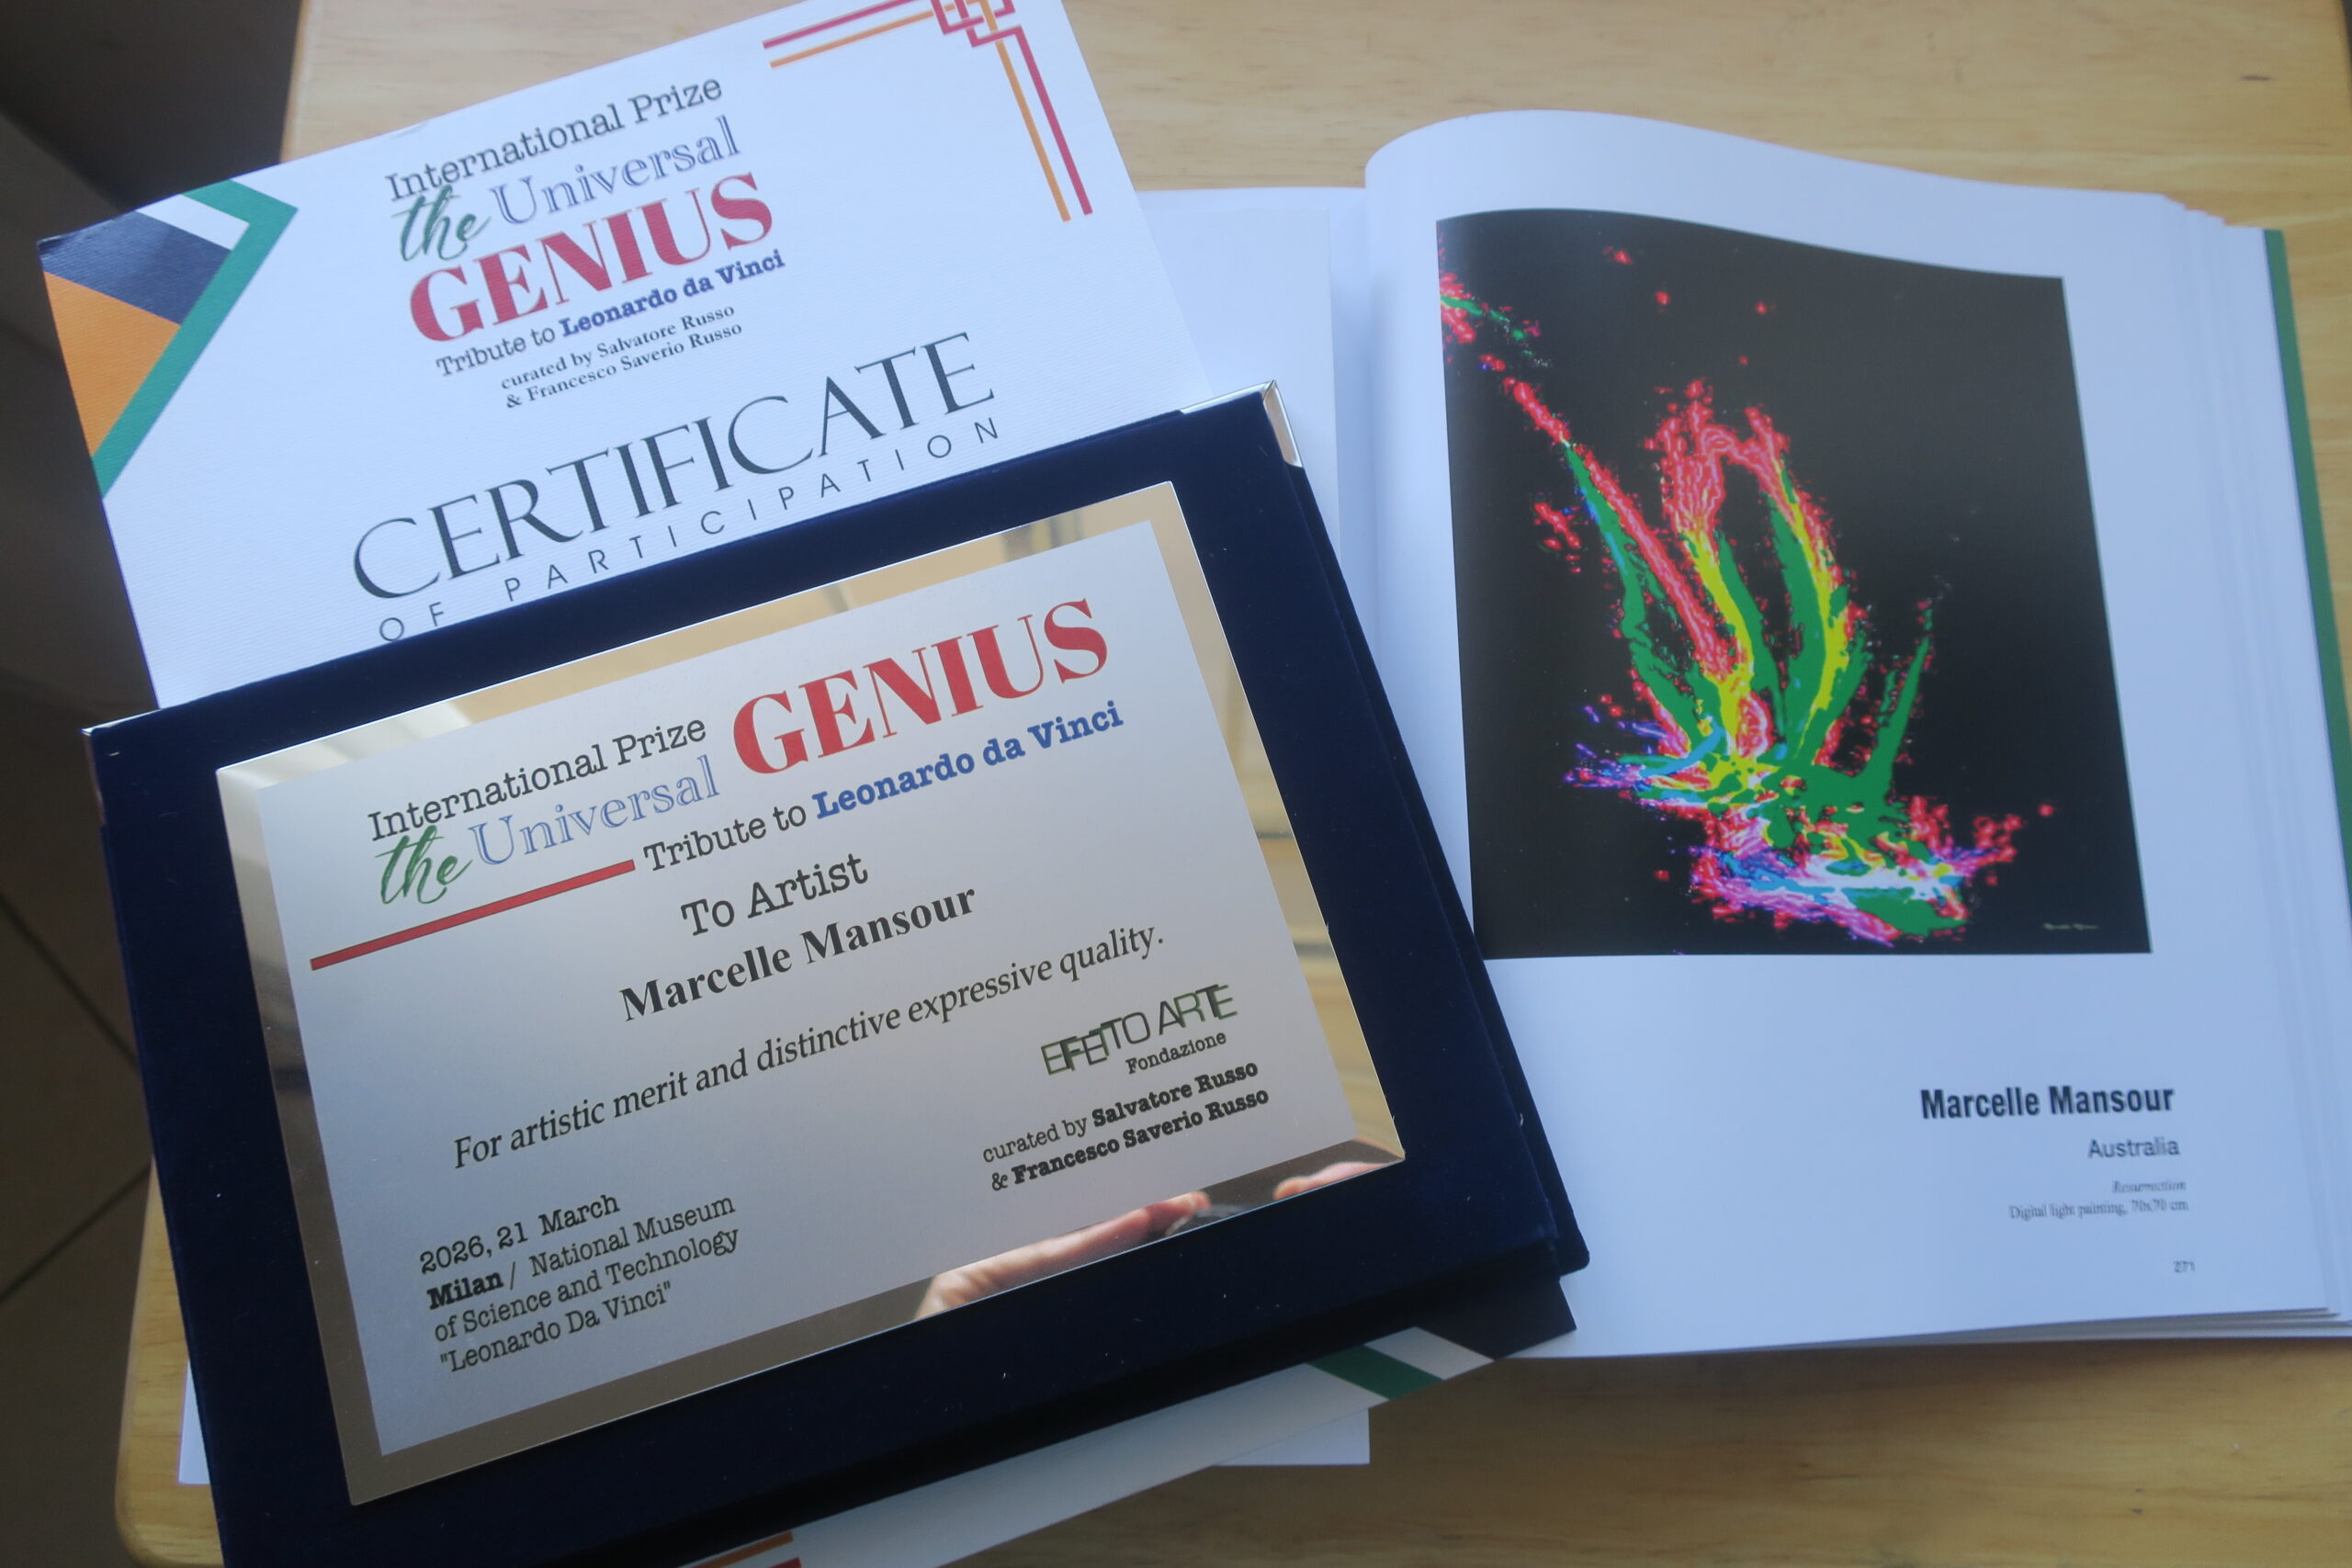 International Prize
the Universal
GENIUS
Tribute to Leonardo da Vinci
curated by Salvatore Russo
& Francesco Saverio Russo
CERTIFICATE
OF PARTICIPATION
International Prize
the Universal GENIUS
Tribute to Leonardo da Vinci
To Artist
Marcelle Mansour
For artistic merit and distinctive expressive quality.
EFFETTO ARTE
Fondazione
curated by Salvatore Russo
& Francesco Saverio Russo
2026, 21 March
Milan / National Museum
of Science and Technology
"Leonardo Da Vinci"
Marcelle Mansour
Australia
Resurrection
Digital light painting, 70x70 cm
271